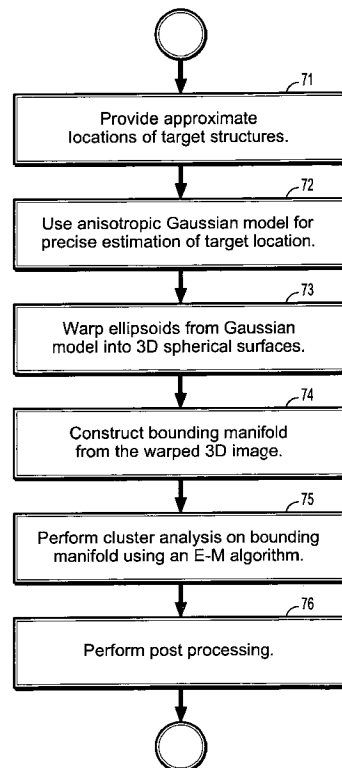 71
Provide approximate
locations of target structures.
72
Use anisotropic Gaussian model for
precise estimation of target location.
73
Warp ellipsoids from Gaussian
model into 3D spherical surfaces.
74
Construct bounding manifold
from the warped 3D image.
75
Perform cluster analysis on bounding
manifold using an E-M algorithm.
76
Perform post processing.